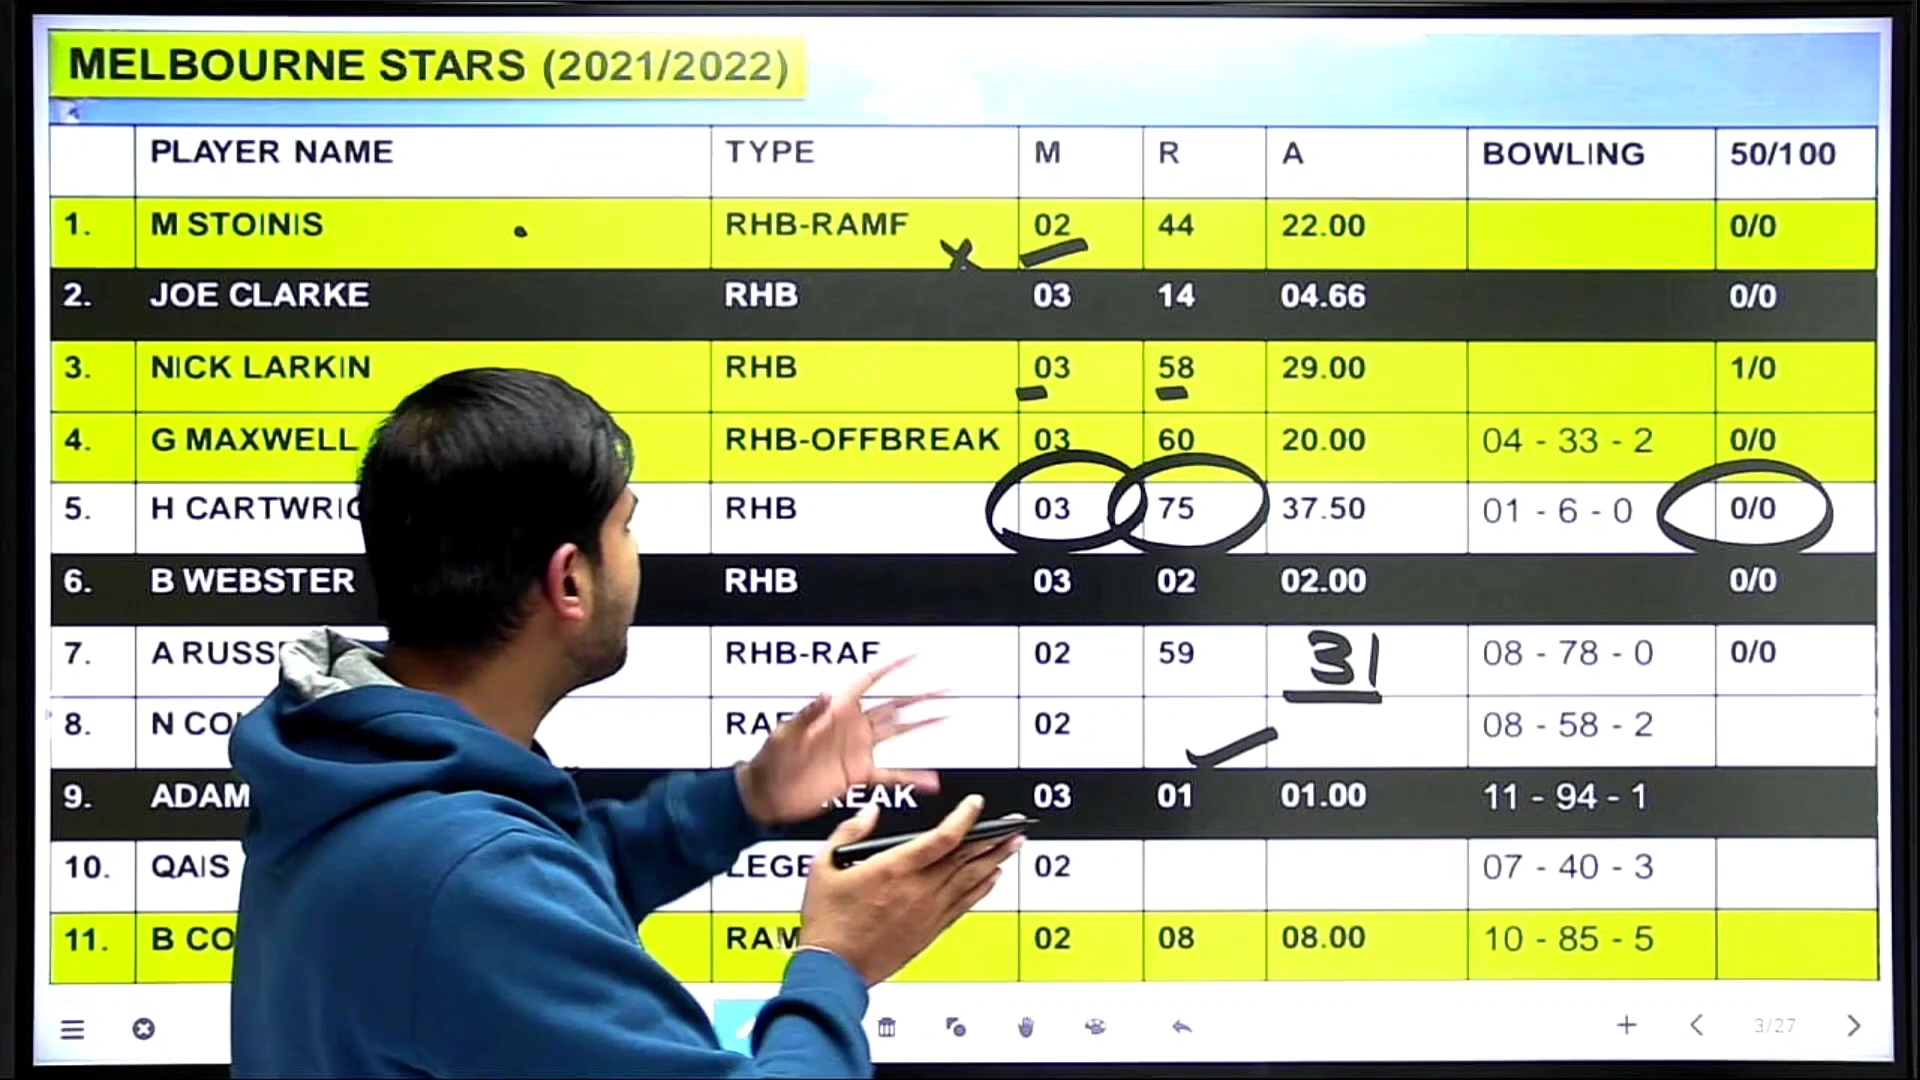 MELBOURNE STARS (2021/2022)
PLAYER NAME TYPE M R A BOWLING 50/100
1. M STOINIS RHB-RAMF 02 44 22.00 0/0
2. JOE CLARKE RHB 03 14 04.66 0/0
3. NICK LARKIN RHB 03 58 29.00 1/0
4. G MAXWELL RHB-OFFBREAK 03 60 20.00 04 - 33 - 2 0/0
5. H RHB 03 75 37.50 01 - 6 - 0 0/0
6. B WEBSTER RHB 03 02 02.00 0/0
7. A RHB-RAF 02 59 31 08 - 78 - 0 0/0
8. N 02 08 - 58 - 2
9. ADAM 03 01 01.00 11 - 94 - 1
10. QAIS 02 07 - 40 - 3
11. B 02 08 08.00 10 - 85 - 5
3/27